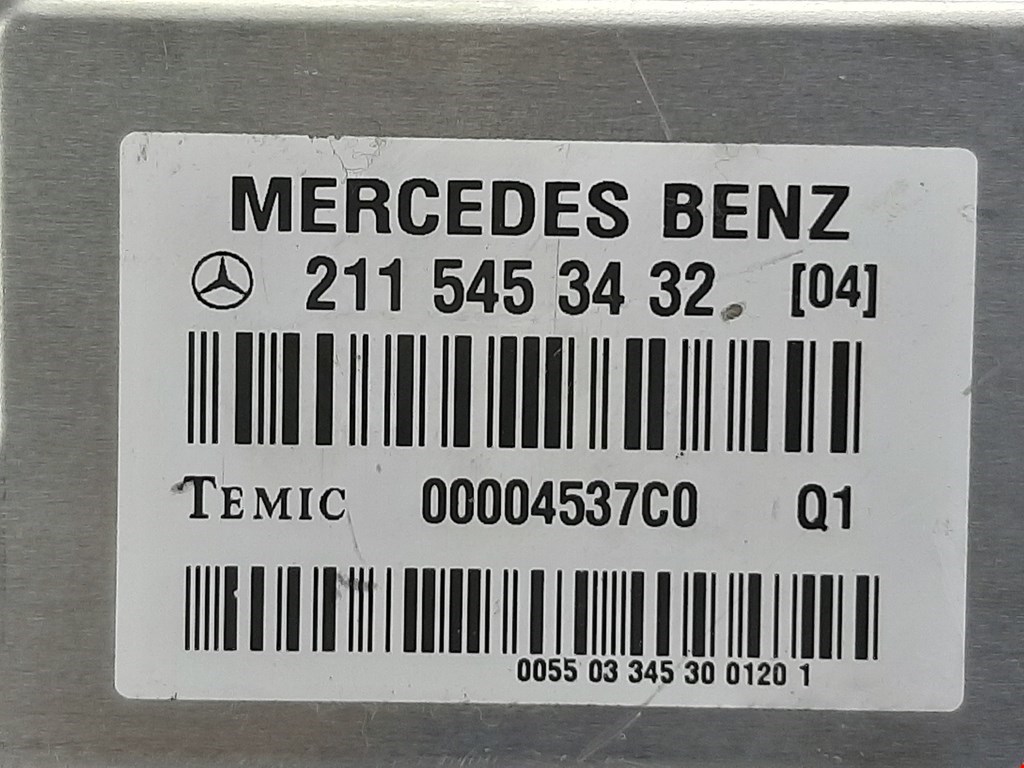 MERCEDES BENZ
211 545 34 32 [04]
TEMIC 00004537C0 Q1
0055 03 345 30 0120 1